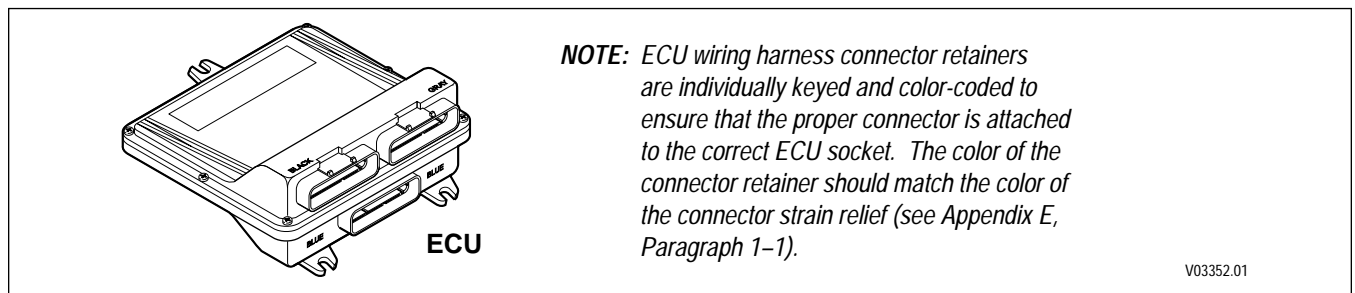 GRAY
BLACK
BLUE
BLUE
ECU
NOTE: ECU wiring harness connector retainers
are individually keyed and color-coded to
ensure that the proper connector is attached
to the correct ECU socket. The color of the
connector retainer should match the color of
the connector strain relief (see Appendix E,
Paragraph 1–1).
V03352.01